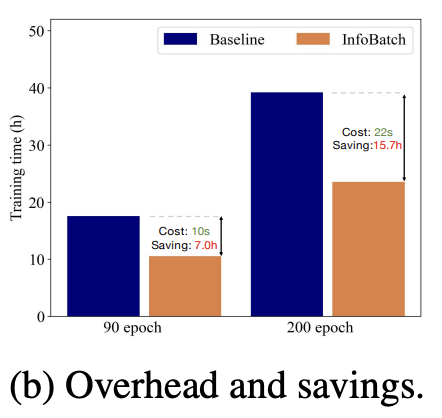 50
40
30
20
10
0
Training time (h)
Baseline
InfoBatch
Cost: 22s
Saving:15.7h
Cost: 10s
Saving: 7.0h
90 epoch
200 epoch
(b) Overhead and savings.